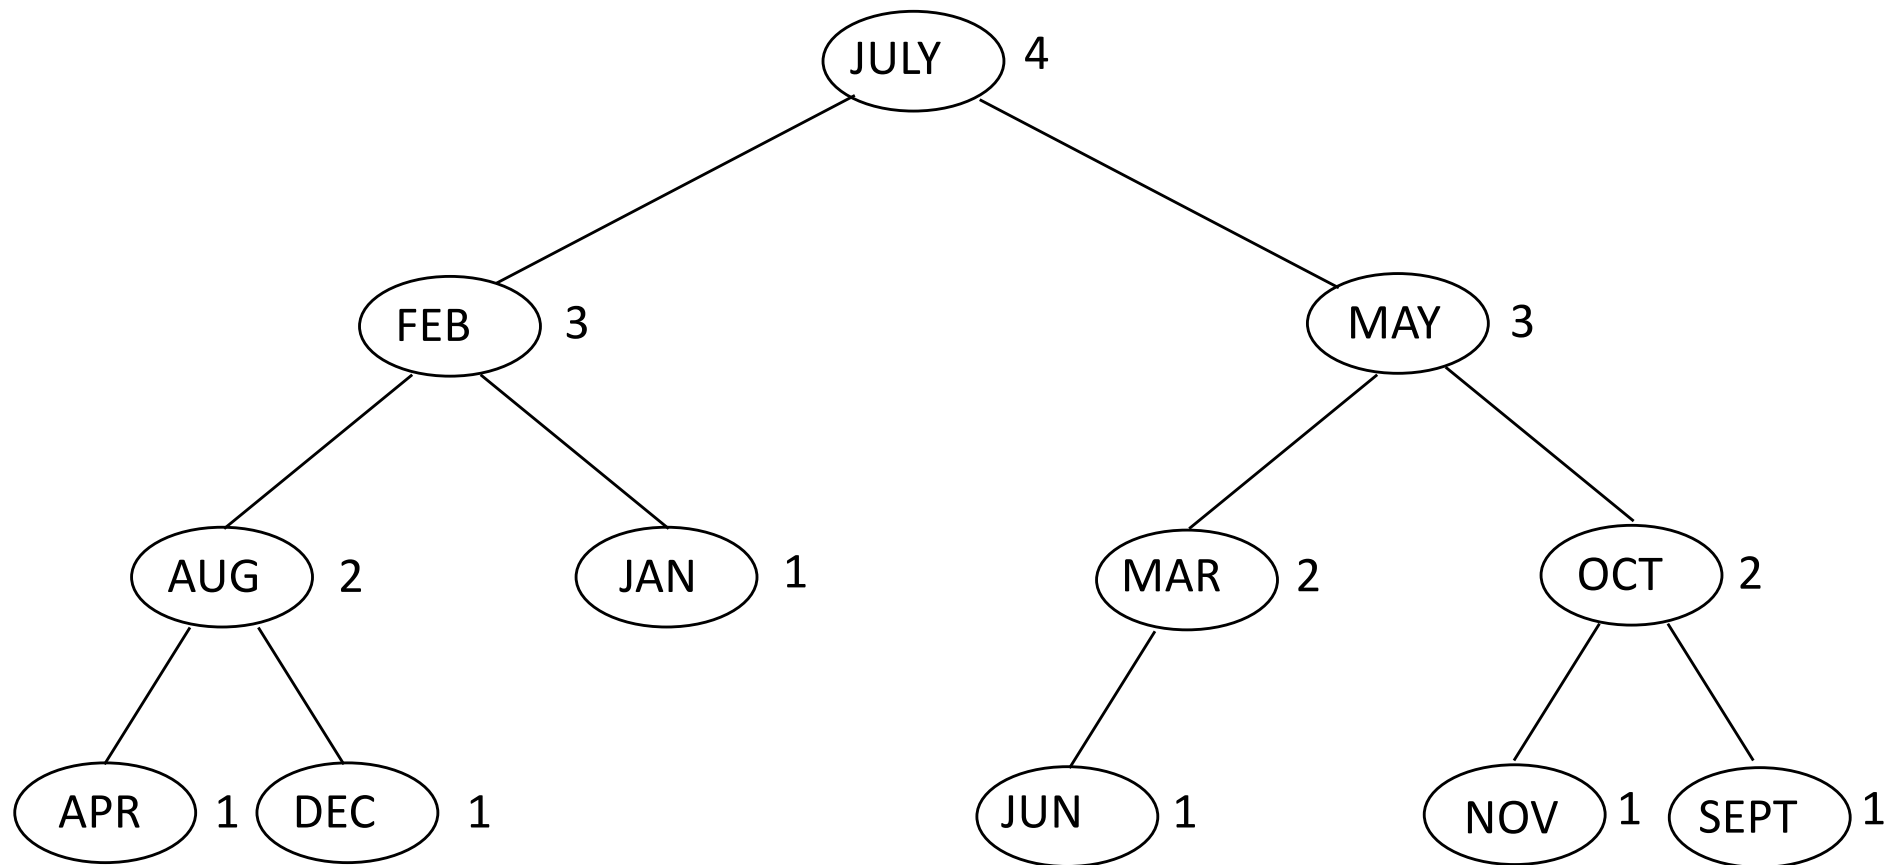 JULY 4
FEB 3 MAY 3
AUG 2 JAN 1 MAR 2 OCT 2
APR 1 DEC 1 JUN 1 NOV 1 SEPT 1